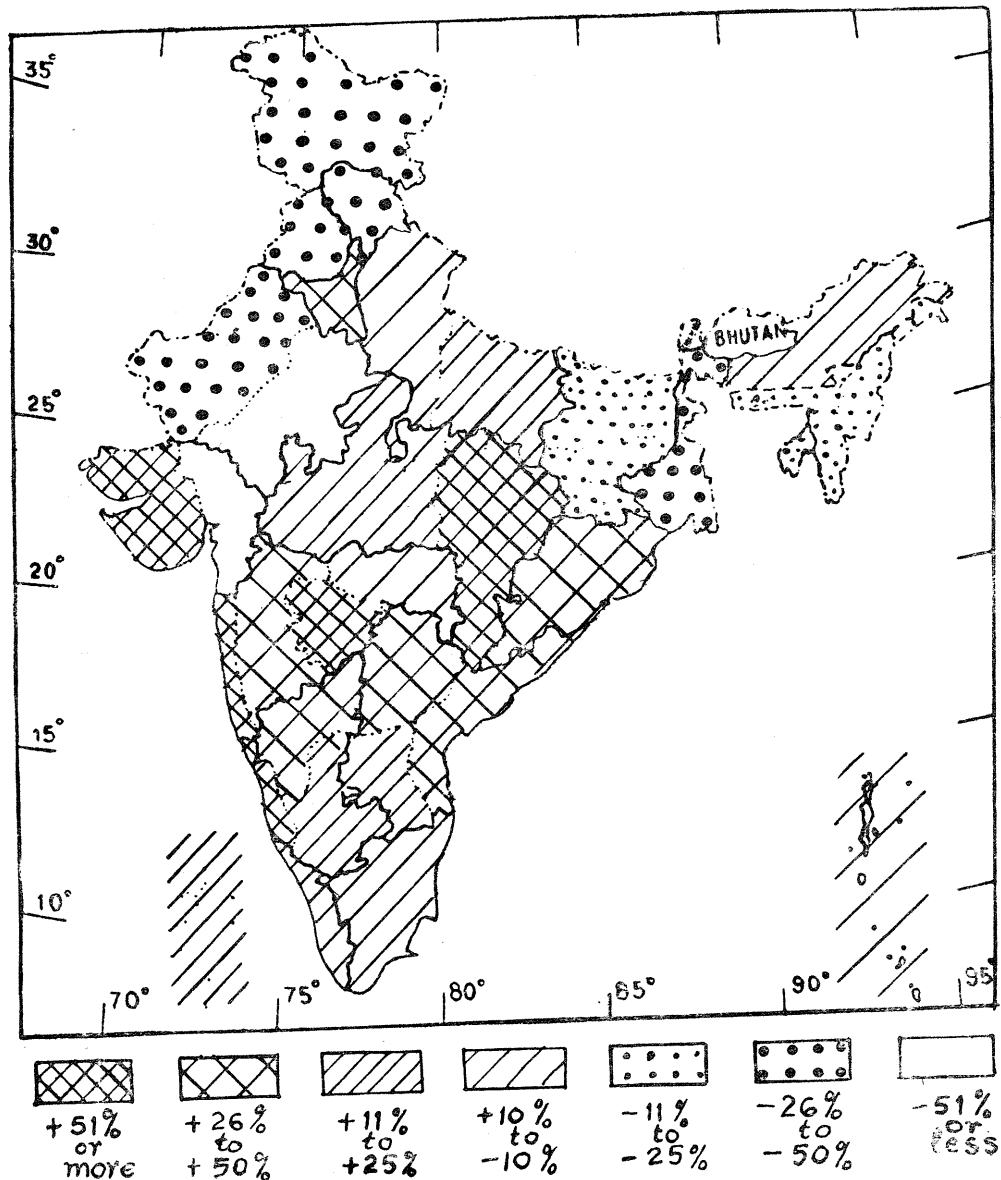 35°
30°
BHUTAN
25°
20°
15°
10°
70°
75°
80°
85°
90°
95
+51%
or
more
+26%
to
+50%
+11%
to
+25%
+10%
to
-10%
-11%
to
-25%
-26%
to
-50%
-51%
or
less